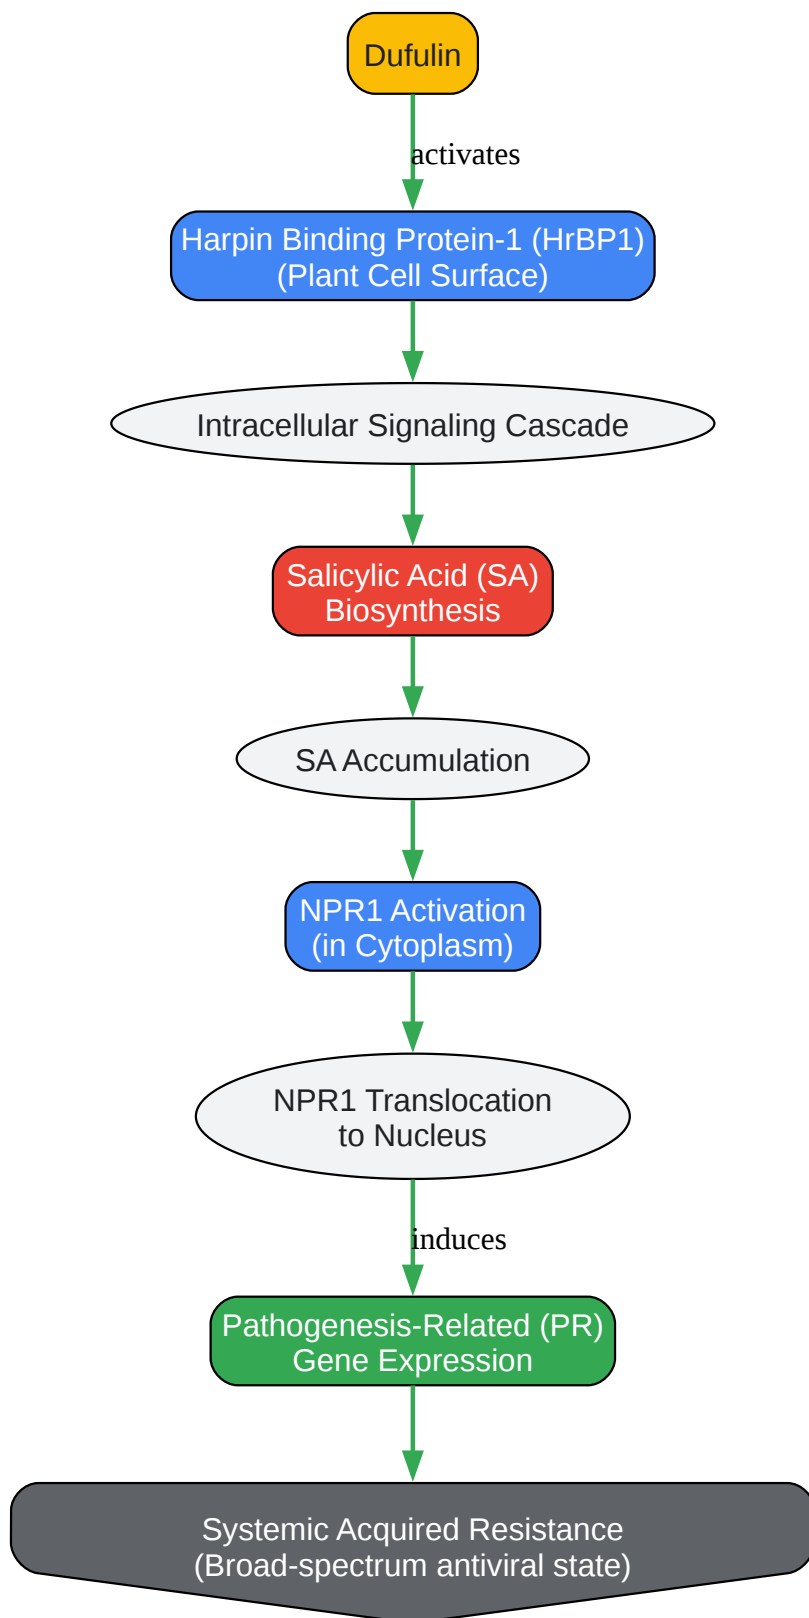 Dufulin
activates
Harpin Binding Protein-1 (HrBP1)
(Plant Cell Surface)
Intracellular Signaling Cascade
Salicylic Acid (SA)
Biosynthesis
SA Accumulation
NPR1 Activation
(in Cytoplasm)
NPR1 Translocation
to Nucleus
induces
Pathogenesis-Related (PR)
Gene Expression
Systemic Acquired Resistance
(Broad-spectrum antiviral state)